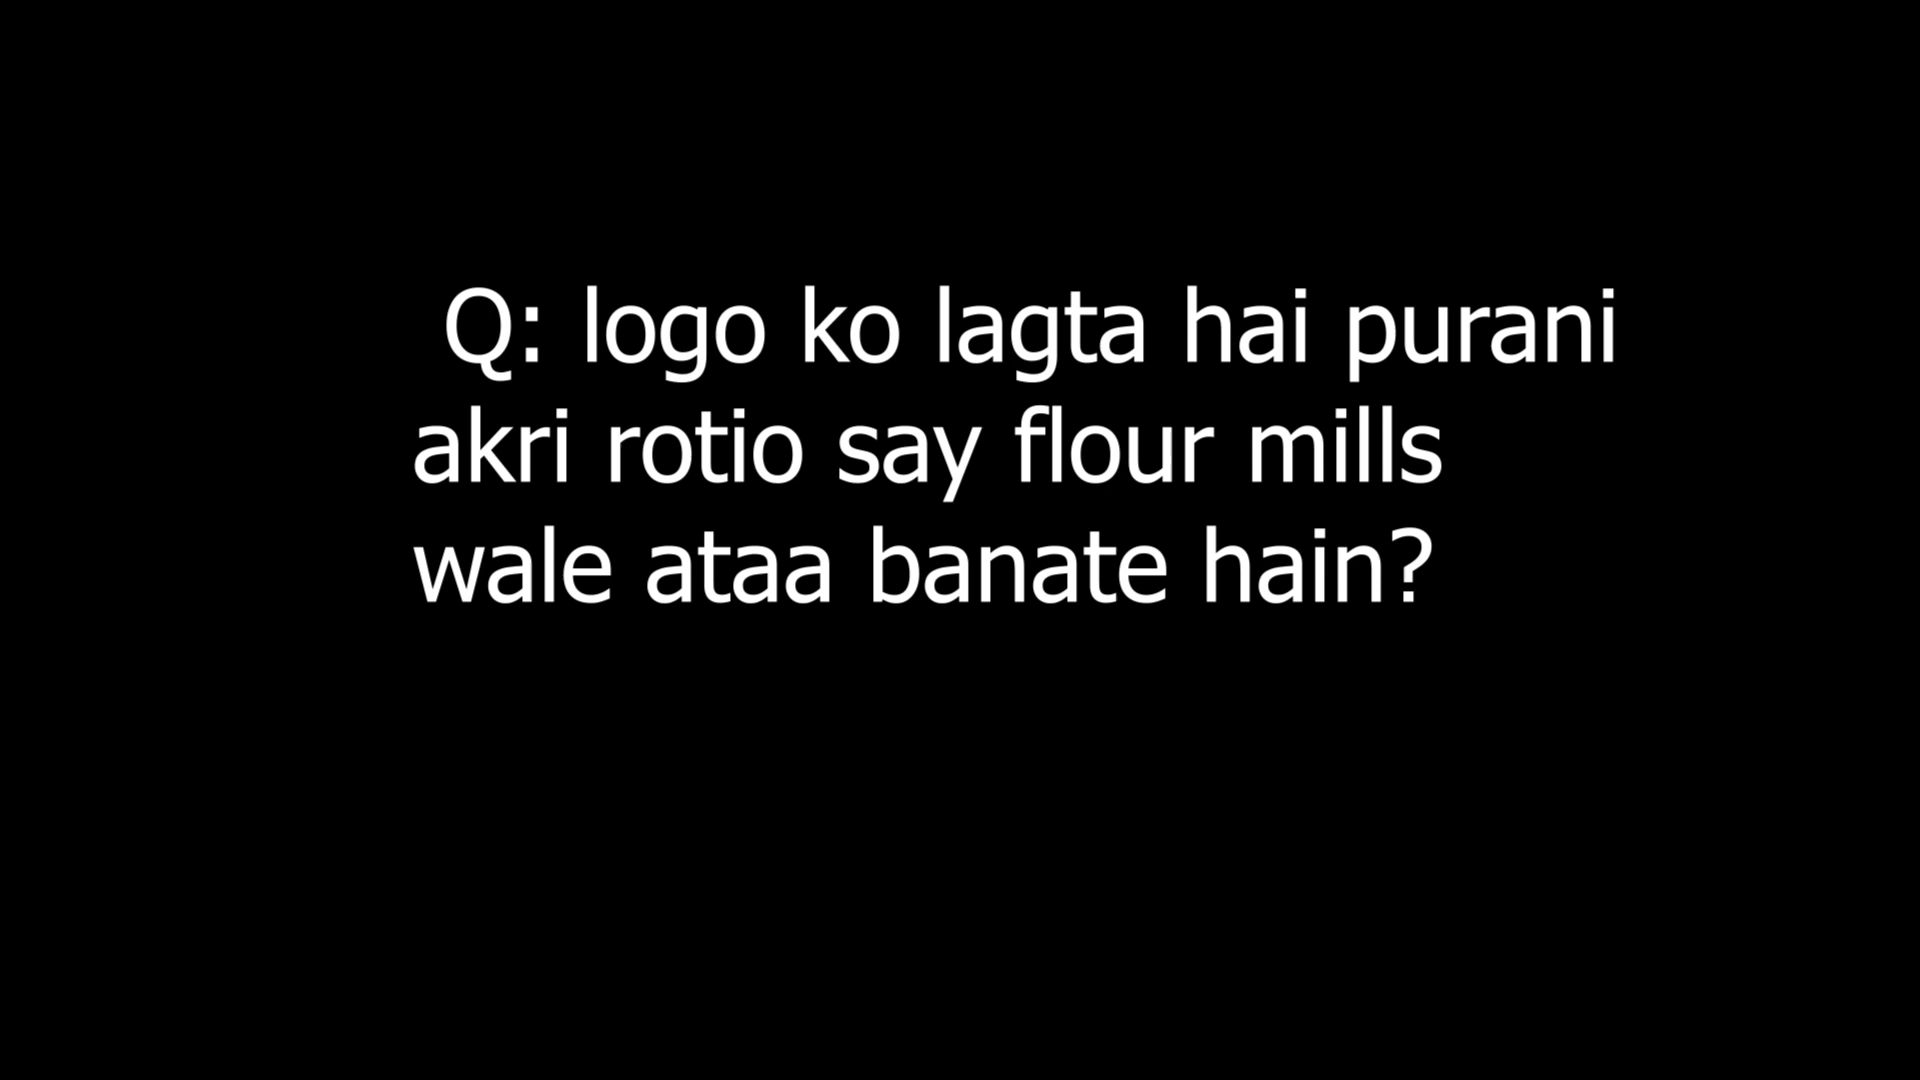 Q: logo ko lagta hai purani
akri rotio say flour mills
wale ataa banate hain?